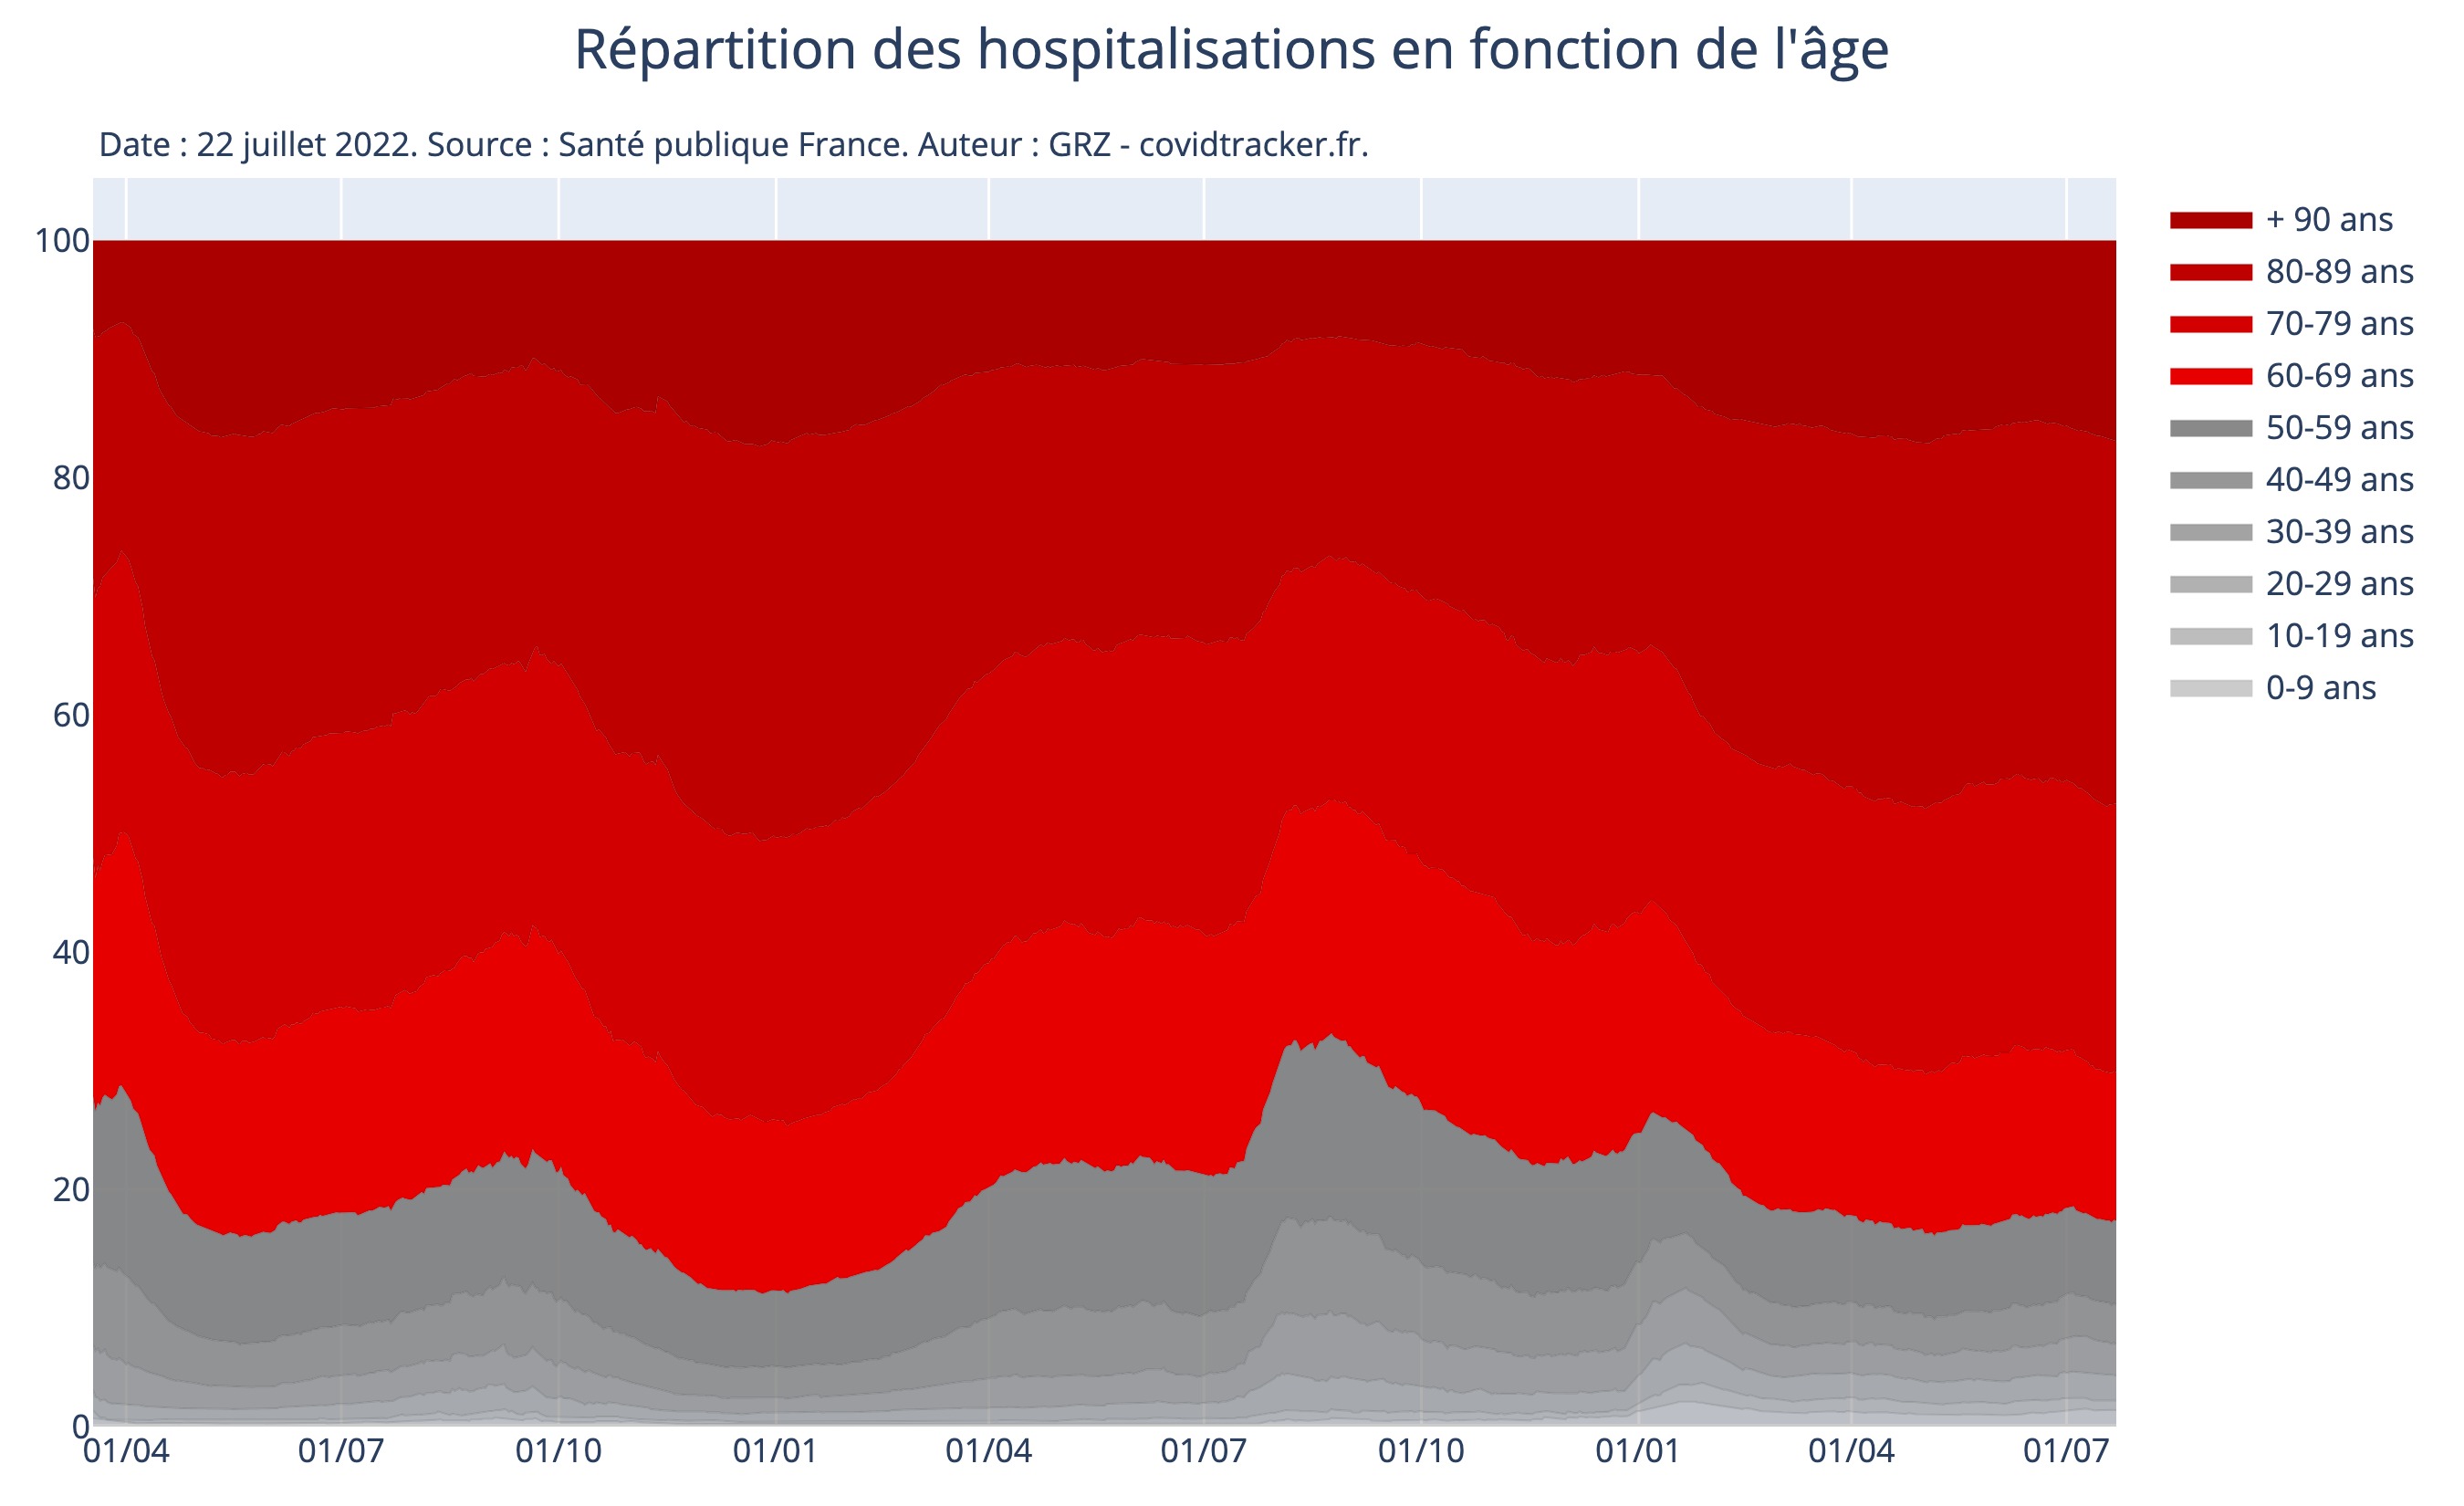 Répartition des hospitalisations en fonction de l'âge
Date : 22 juillet 2022. Source : Santé publique France. Auteur : GRZ - covidtracker.fr.
100
80
60
40
20
0
01/04 01/07 01/10 01/01 01/04 01/07 01/10 01/01 01/04 01/07
+ 90 ans
80-89 ans
70-79 ans
60-69 ans
50-59 ans
40-49 ans
30-39 ans
20-29 ans
10-19 ans
0-9 ans